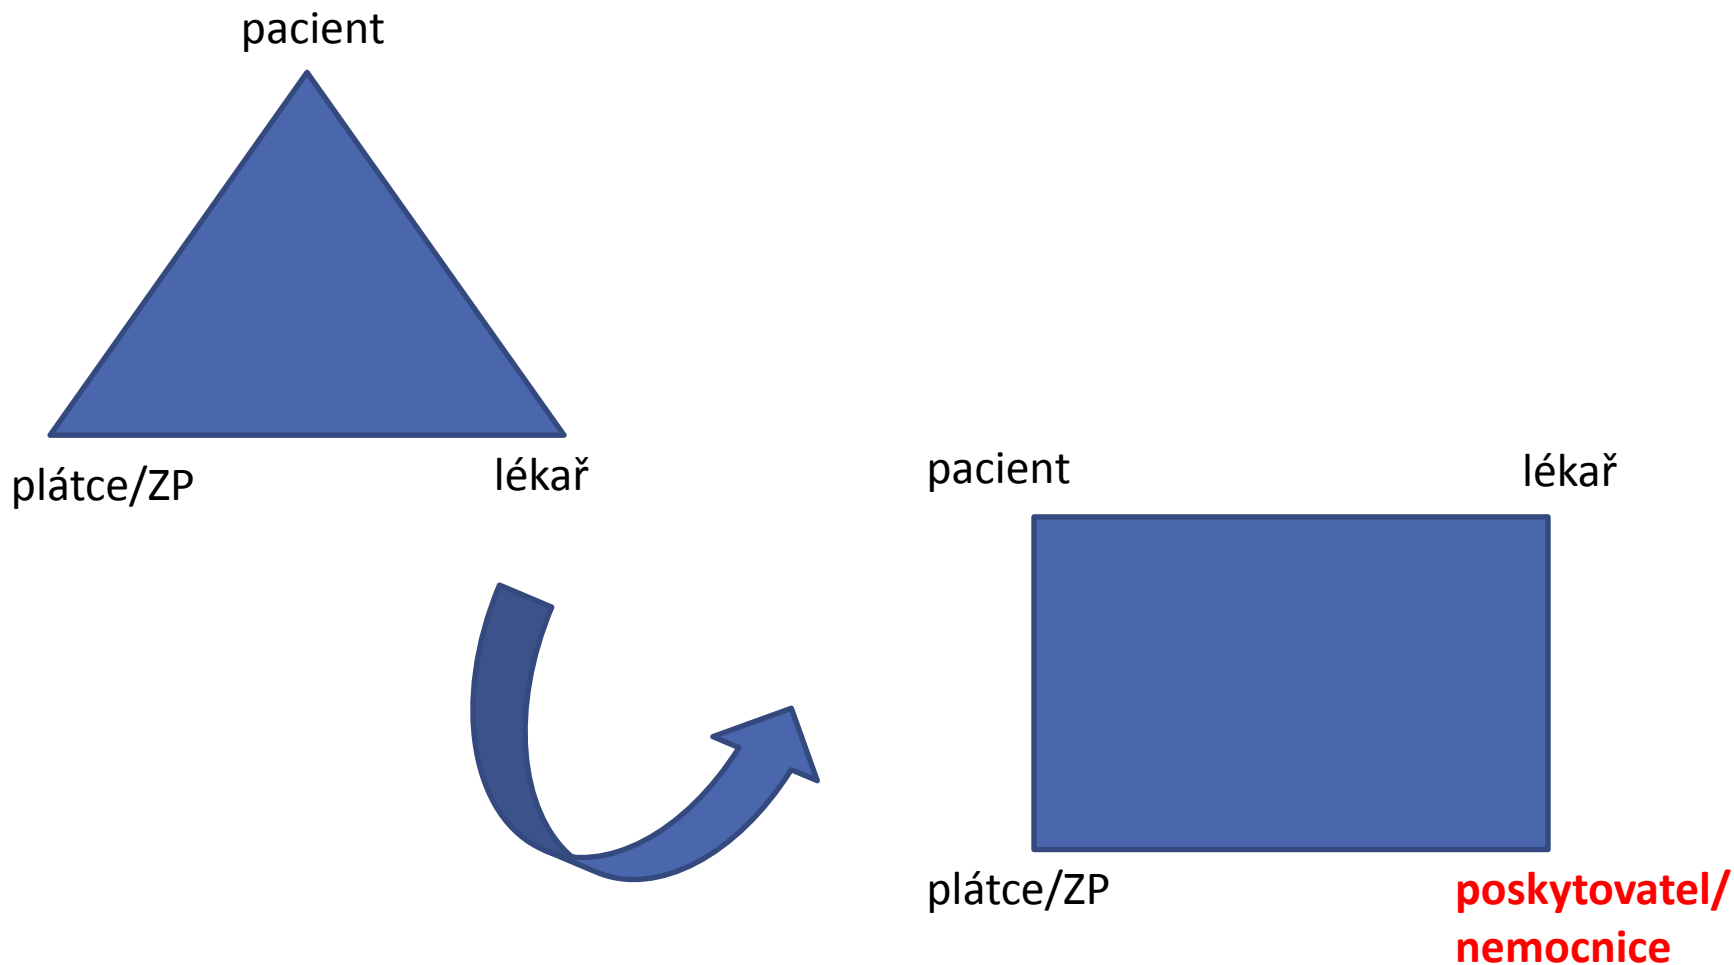 pacient
plátce/ZP
lékař
pacient
lékař
plátce/ZP
poskytovatel/
nemocnice